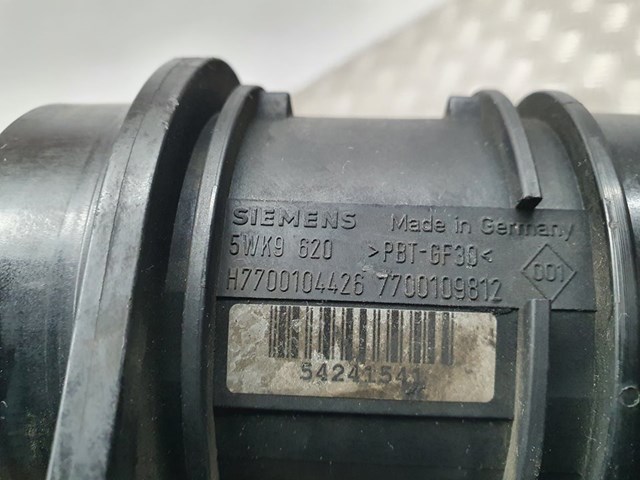 SIEMENS Made in Germany
5WK9 620 >PBT-GF30<
H7700104426 7700109812
001
54241541